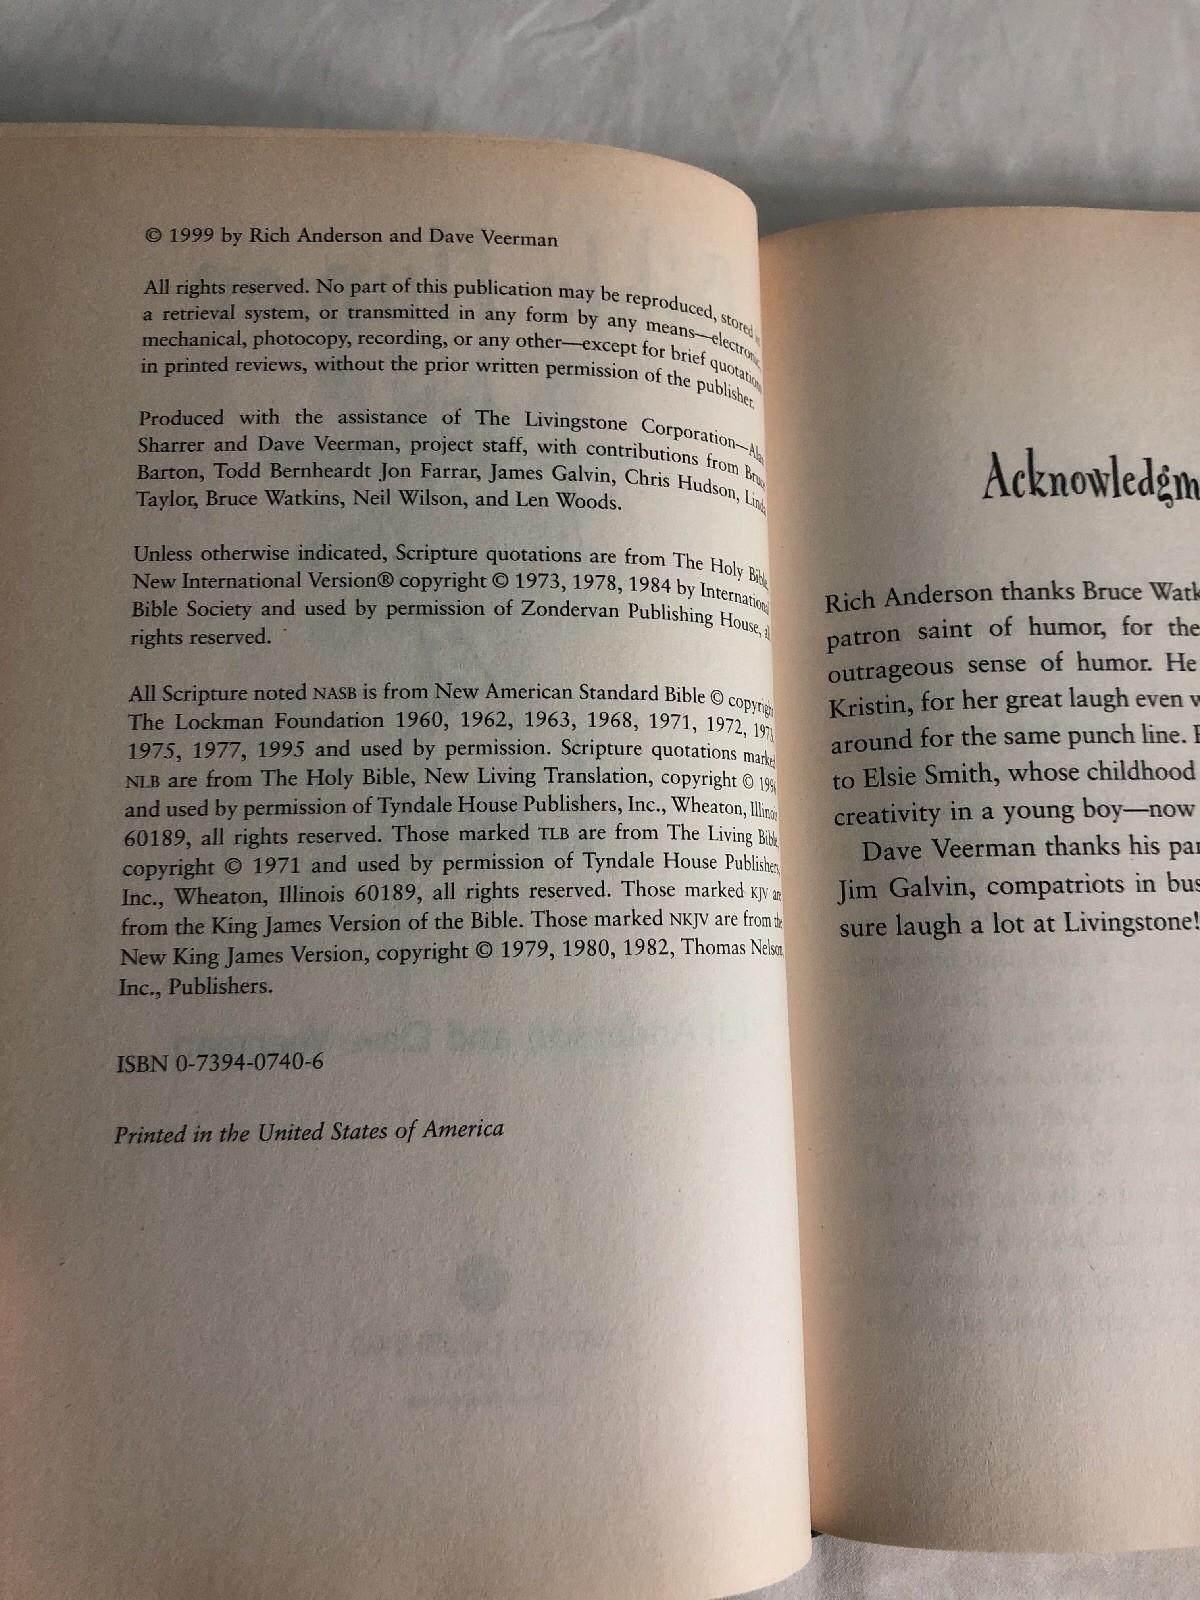 © 1999 by Rich Anderson and Dave Veerman
All rights reserved. No part of this publication may be reproduced, stored
a retrieval system, or transmitted in any form by any means—electronic,
mechanical, photocopy, recording, or any other—except for brief quotations
in printed reviews, without the prior written permission of the publisher.
Produced with the assistance of The Livingstone Corporation—
Sharrer and Dave Veerman, project staff, with contributions from Bruce
Barton, Todd Bernheardt Jon Farrar, James Galvin, Chris Hudson, Linda
Taylor, Bruce Watkins, Neil Wilson, and Len Woods.
Unless otherwise indicated, Scripture quotations are from The Holy Bible,
New International Version® copyright © 1973, 1978, 1984 by International
Bible Society and used by permission of Zondervan Publishing House,
rights reserved.
All Scripture noted NASB is from New American Standard Bible © copyright
The Lockman Foundation 1960, 1962, 1963, 1968, 1971, 1972,
1975, 1977, 1995 and used by permission. Scripture quotations marked
NLB are from The Holy Bible, New Living Translation, copyright ©
and used by permission of Tyndale House Publishers, Inc., Wheaton, Illinois
60189, all rights reserved. Those marked TLB are from The Living Bible,
copyright © 1971 and used by permission of Tyndale House Publishers,
Inc., Wheaton, Illinois 60189, all rights reserved. Those marked KJV are
from the King James Version of the Bible. Those marked NKJV are from the
New King James Version, copyright © 1979, 1980, 1982, Thomas Nelson,
Inc., Publishers.
ISBN 0-7394-0740-6
Printed in the United States of America
Acknowledgm
Rich Anderson thanks Bruce Watk
patron saint of humor, for the
outrageous sense of humor. He
Kristin, for her great laugh even w
around for the same punch line.
to Elsie Smith, whose childhood
creativity in a young boy—now
Dave Veerman thanks his par
Jim Galvin, compatriots in bus
sure laugh a lot at Livingstone!